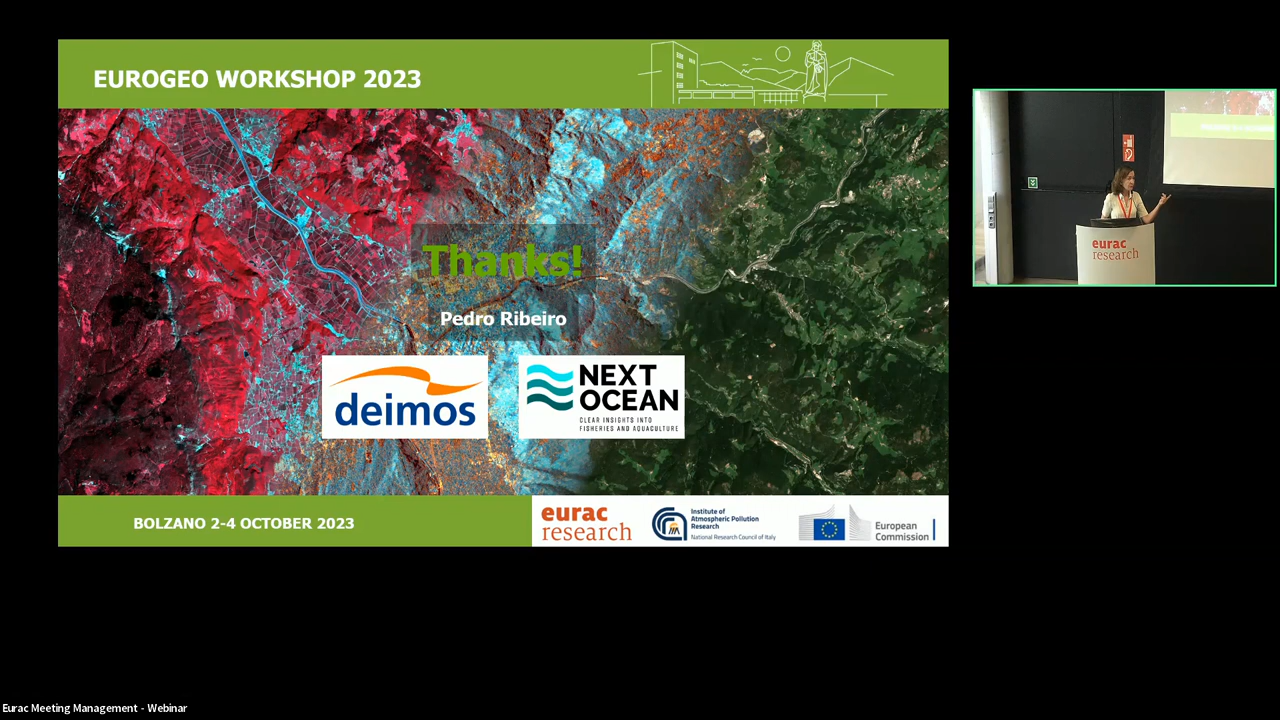 EUROGEO WORKSHOP 2023
Thanks!
Pedro Ribeiro
deimos
NEXT
OCEAN
CLEAR INSIGHTS INTO
FISHERIES AND AQUACULTURE
BOLZANO 2-4 OCTOBER 2023
eurac
research
Institute of
Atmospheric Pollution
Research
National Research Council of Italy
European
Commission
eurac
research
Eurac Meeting Management - Webinar